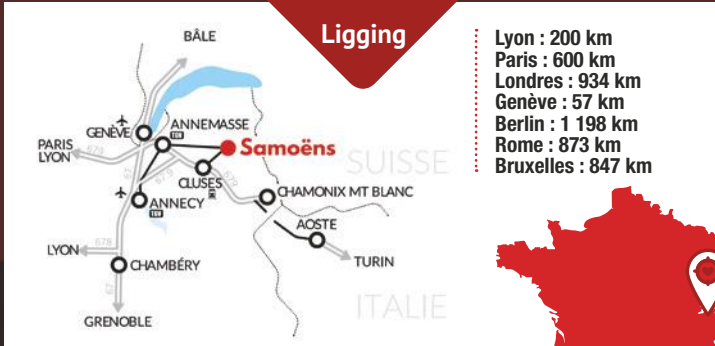 Ligging
BÂLE
GENÈVE
ANNEMASSE
TGV
PARIS
LYON
Samoëns
SUISSE
CLUSES
CHAMONIX MT BLANC
ANNECY
TGV
AOSTE
LYON
CHAMBÉRY
TURIN
ITALIE
GRENOBLE
Lyon : 200 km
Paris : 600 km
Londres : 934 km
Genève : 57 km
Berlin : 1 198 km
Rome : 873 km
Bruxelles : 847 km